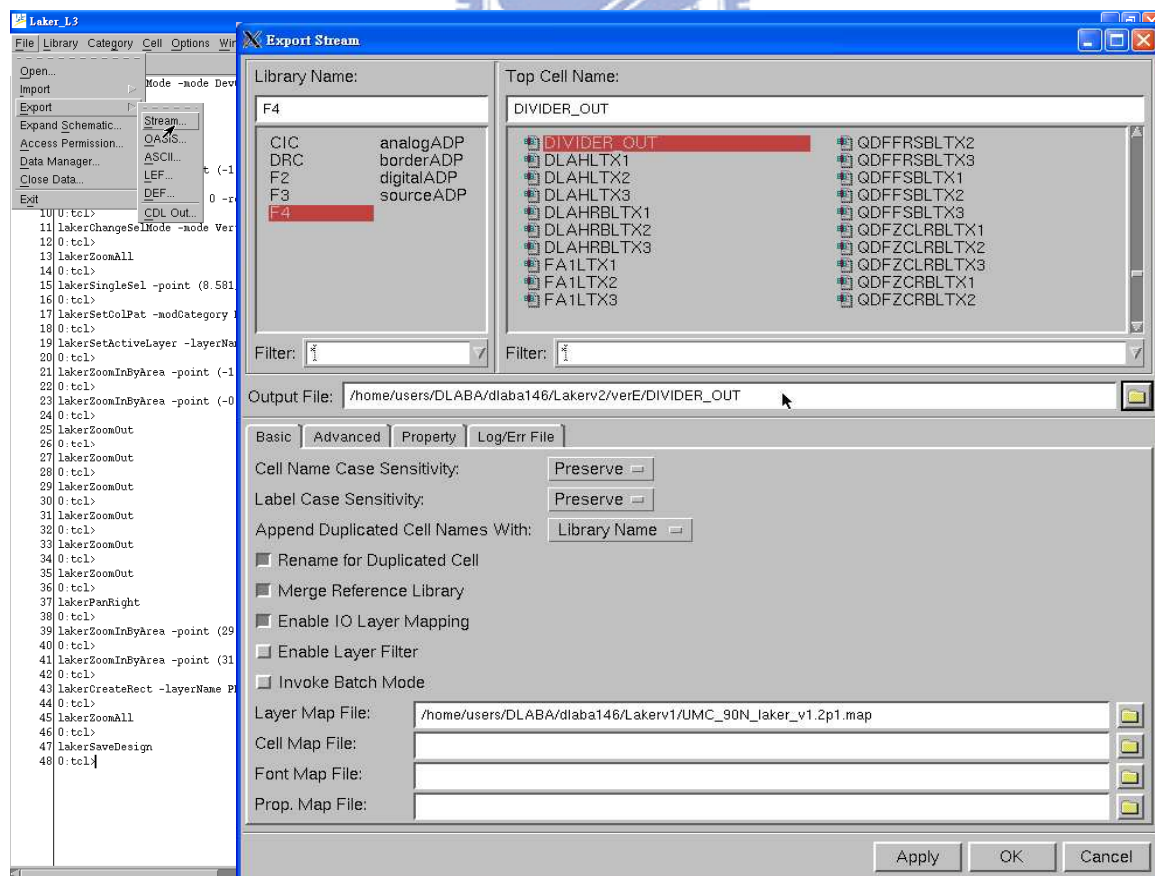 Laker_L3
File Library Category Cell Options Wir
Open...
Import
Export
Expand Schematic...
Access Permission...
Data Manager...
Close Data...
Exit
Stream...
OASIS...
ASCII...
LEF...
DEF...
CDL Out...
Mode -mode Dev
t (-1
0 -r
10 0:tcl>
11 lakerChangeSelMode -mode Ver
12 0:tcl>
13 lakerZoomAll
14 0:tcl>
15 lakerSingleSel -point (8.581
16 0:tcl>
17 lakerSetColPat -modCategory
18 0:tcl>
19 lakerSetActiveLayer -layerNa
20 0:tcl>
21 lakerZoomInByArea -point (-1
22 0:tcl>
23 lakerZoomInByArea -point (-0
24 0:tcl>
25 lakerZoomOut
26 0:tcl>
27 lakerZoomOut
28 0:tcl>
29 lakerZoomOut
30 0:tcl>
31 lakerZoomOut
32 0:tcl>
33 lakerZoomOut
34 0:tcl>
35 lakerZoomOut
36 0:tcl>
37 lakerPanRight
38 0:tcl>
39 lakerZoomInByArea -point (29
40 0:tcl>
41 lakerZoomInByArea -point (31
42 0:tcl>
43 lakerCreateRect -layerName P
44 0:tcl>
45 lakerZoomAll
46 0:tcl>
47 lakerSaveDesign
48 0:tcl>
Export Stream
Library Name:
F4
CIC analogADP
DRC borderADP
F2 digitalADP
F3 sourceADP
F4
Filter: *
Top Cell Name:
DIVIDER_OUT
DIVIDER_OUT QDFFRSBLTX2
DLAHLTX1 QDFFRSBLTX3
DLAHLTX2 QDFFSBLTX1
DLAHLTX3 QDFFSBLTX2
DLAHRBLTX1 QDFFSBLTX3
DLAHRBLTX2 QDFZCLRBLTX1
DLAHRBLTX3 QDFZCLRBLTX2
FA1LTX1 QDFZCLRBLTX3
FA1LTX2 QDFZCRBLTX1
FA1LTX3 QDFZCRBLTX2
Filter: *
Output File: /home/users/DLABA/dlaba146/Lakerv2/verE/DIVIDER_OUT
Basic Advanced Property Log/Err File
Cell Name Case Sensitivity: Preserve
Label Case Sensitivity: Preserve
Append Duplicated Cell Names With: Library Name
Rename for Duplicated Cell
Merge Reference Library
Enable IO Layer Mapping
Enable Layer Filter
Invoke Batch Mode
Layer Map File: /home/users/DLABA/dlaba146/Lakerv1/UMC_90N_laker_v1.2p1.map
Cell Map File:
Font Map File:
Prop. Map File:
Apply OK Cancel